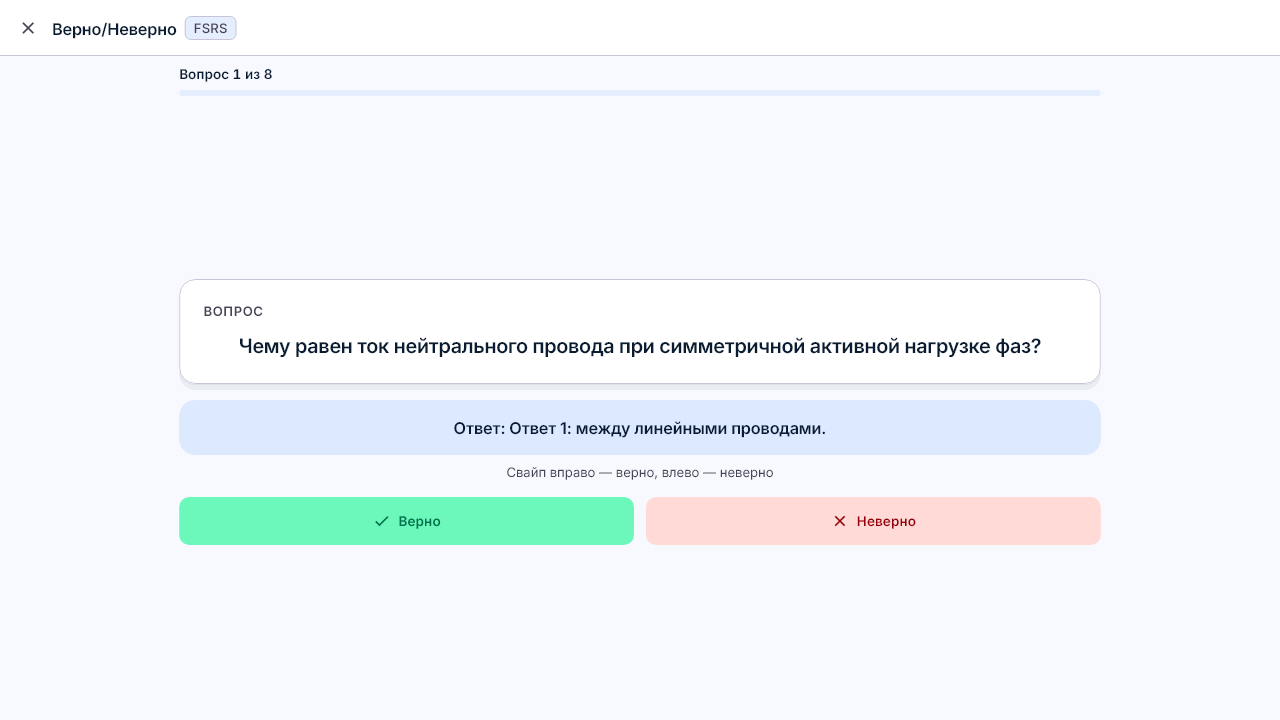 Верно/Неверно FSRS
Вопрос 1 из 8
ВОПРОС
Чему равен ток нейтрального провода при симметричной активной нагрузке фаз?
Ответ: Ответ 1: между линейными проводами.
Свайп вправо — верно, влево — неверно
Верно
Неверно